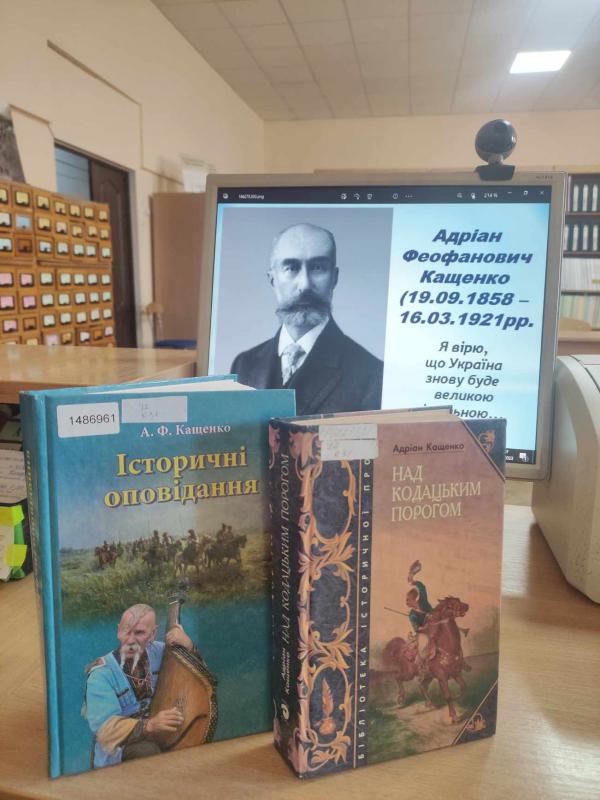 Адріан
Феофанович
Кащенко
(19.09.1858 –
16.03.1921рр.
Я вірю,
що Україна
знову буде
великою
1486961
А. Ф. Кащенко
Історичні
оповідання
Адріан Кащенко
НАД
КОДАЦЬКИМ
ПОРОГОМ
БІБЛІОТЕКА ІСТОРИЧНОЇ ПРО
Адріан
Кащенко
НАД КОДАЦЬКИМ ПОРОГОМ